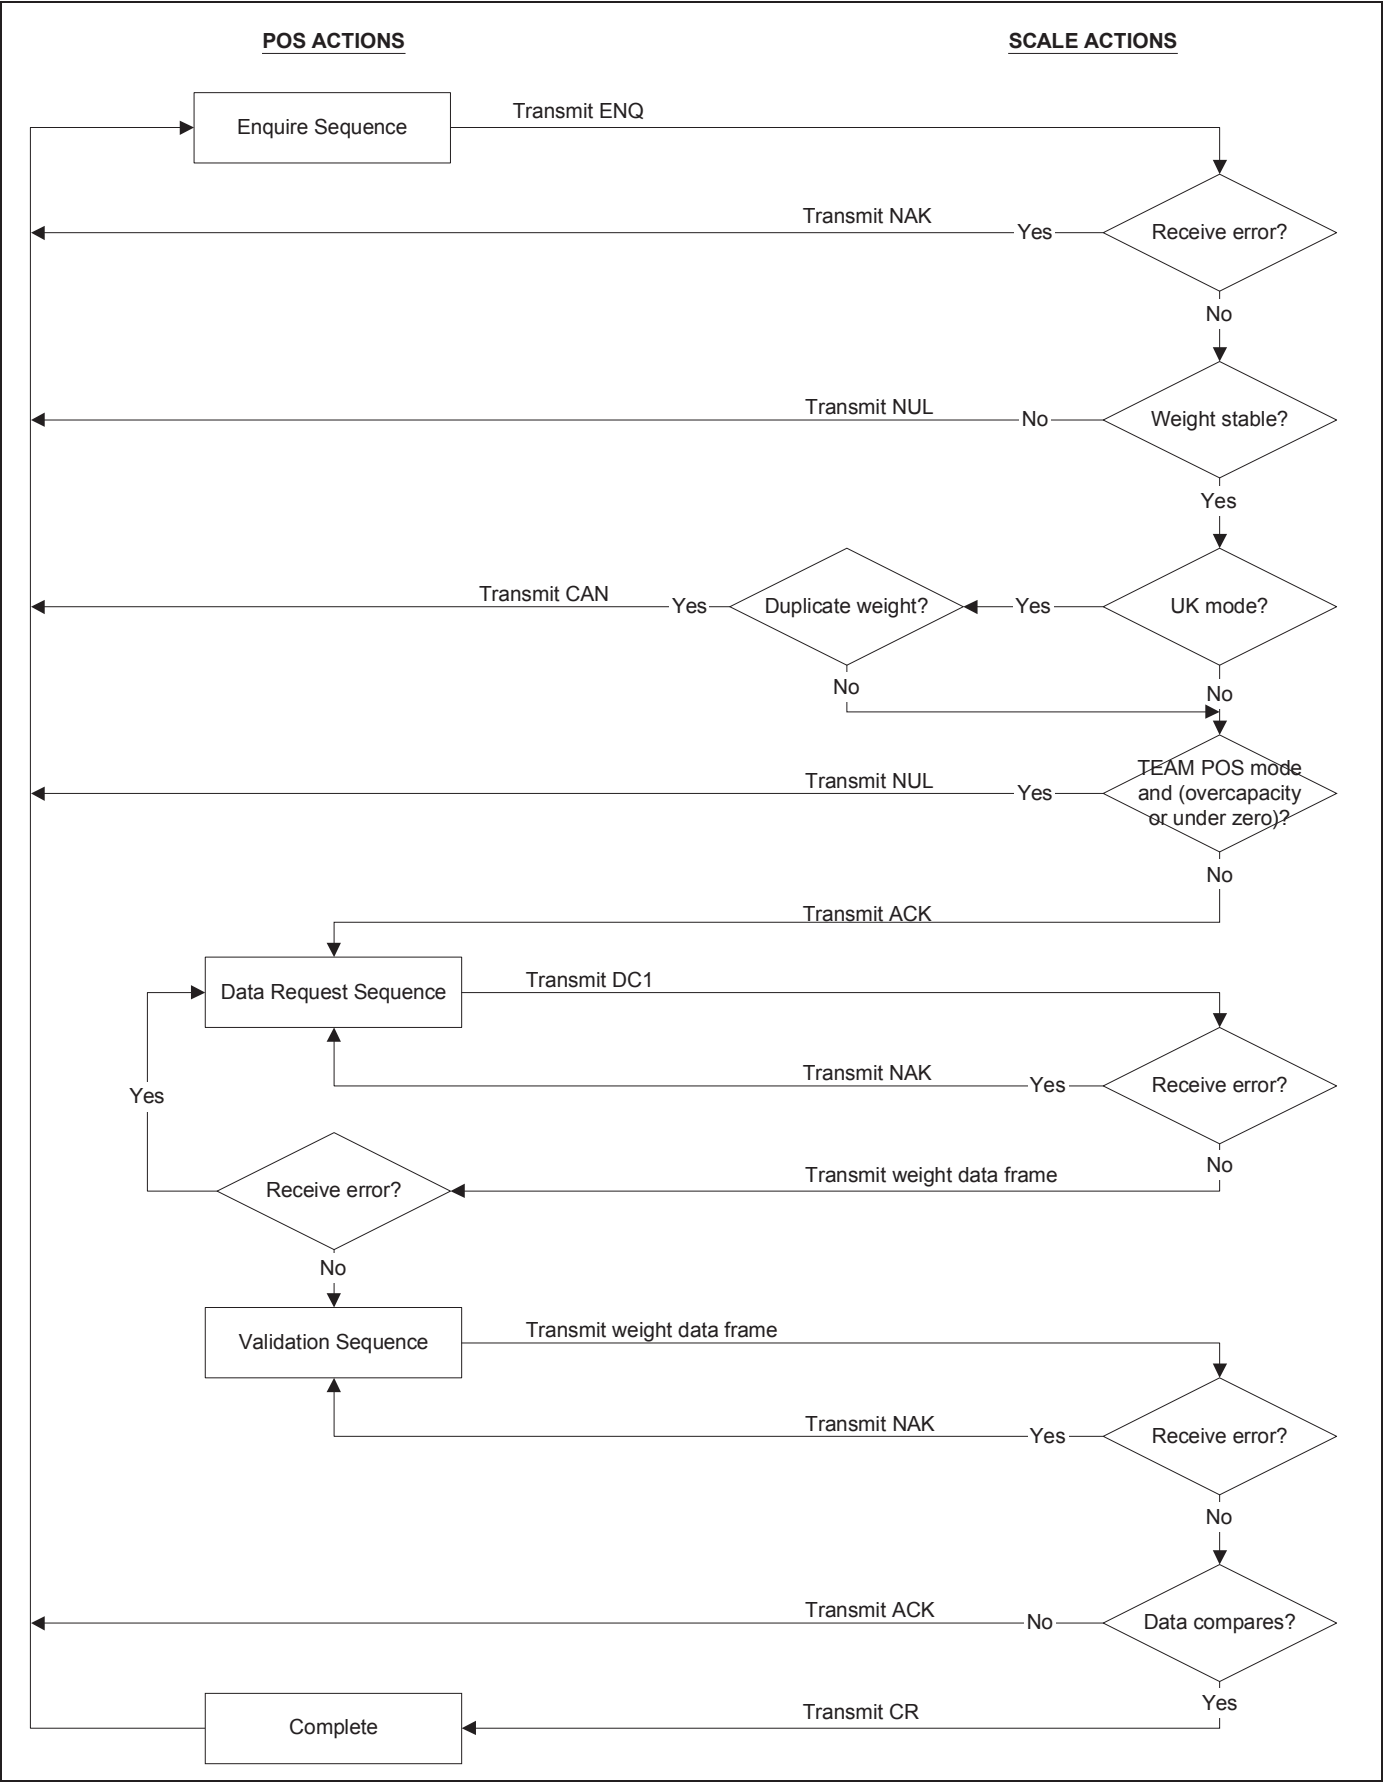 POS ACTIONS
SCALE ACTIONS
Enquire Sequence
Transmit ENQ
Transmit NAK
Yes
Receive error?
No
Transmit NUL
No
Weight stable?
Yes
Transmit CAN
Yes
Duplicate weight?
Yes
UK mode?
No
No
Transmit NUL
Yes
TEAM POS mode
and (overcapacity
or under zero)?
No
Transmit ACK
Data Request Sequence
Transmit DC1
Transmit NAK
Yes
Receive error?
Yes
No
Transmit weight data frame
Receive error?
No
Validation Sequence
Transmit weight data frame
Transmit NAK
Yes
Receive error?
No
Transmit ACK
No
Data compares?
Yes
Transmit CR
Complete